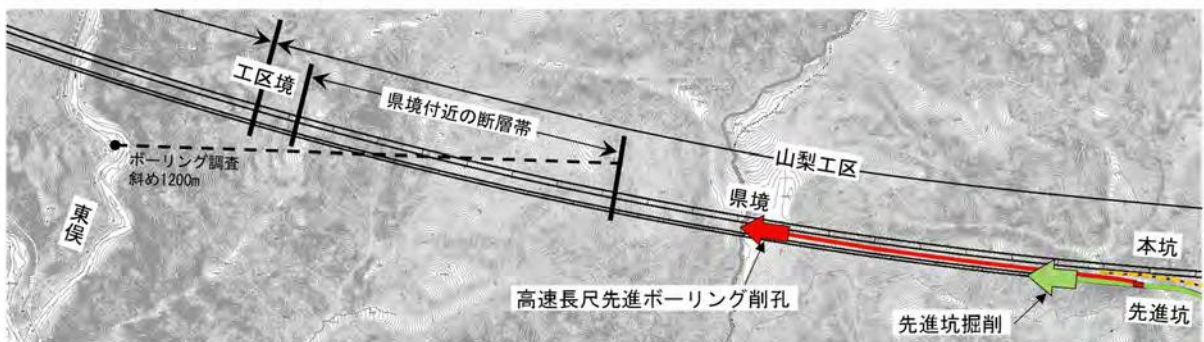 工区境
県境付近の断層帯
ボーリング調査
斜め1200m
東俣
山梨工区
県境
高速長尺先進ボーリング削孔
本坑
先進坑
先進坑掘削